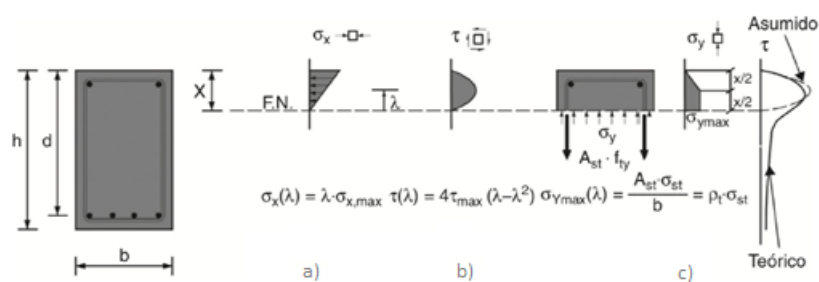 Asumido
σx
τ
σy
τ
X
F.N.
λ
x/2
x/2
h
d
σy
σymax
Ast · fty
σx(λ) = λ·σx,max τ(λ)=4τmax (λ–λ²) σYmax(λ) = Ast·σst / b = ρt·σst
b
Teórico
a) b) c)